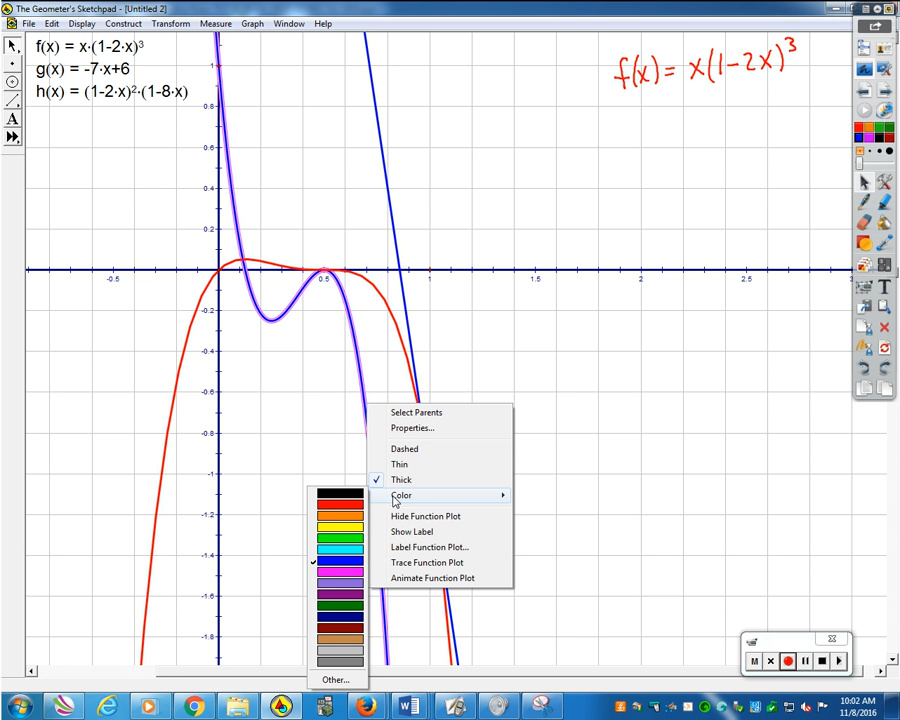 The Geometer's Sketchpad - [Untitled 2]
File Edit Display Construct Transform Measure Graph Window Help
f(x) = x·(1-2·x)³
g(x) = -7·x+6
h(x) = (1-2·x)²·(1-8·x)
f(x) = x(1-2x)³
1
0.8
0.6
0.4
0.2
-0.5 0.5 1 1.5 2 2.5 3
-0.2
-0.4
-0.6
-0.8
-1
-1.2
-1.4
-1.6
-1.8
A
T
Select Parents
Properties...
Dashed
Thin
✓ Thick
Color
Hide Function Plot
Show Label
Label Function Plot...
Trace Function Plot
Animate Function Plot
Other...
M
10:02 AM
11/8/2016